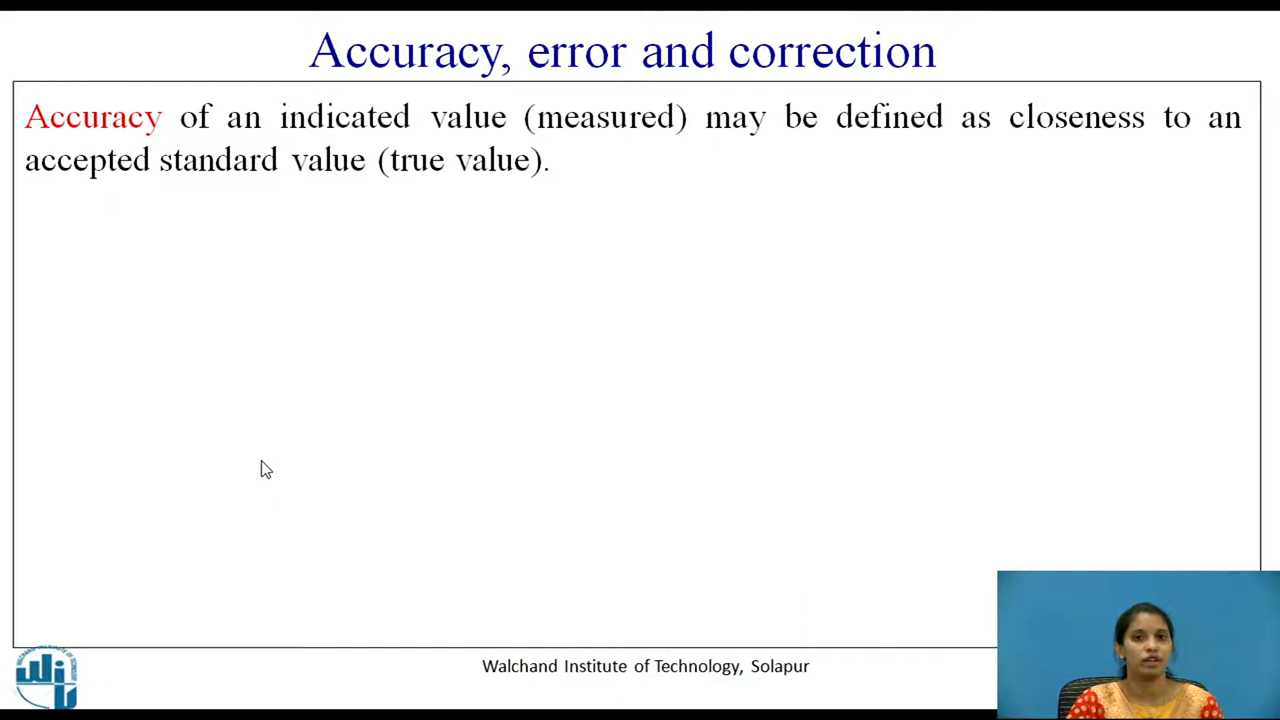 Accuracy, error and correction
Accuracy of an indicated value (measured) may be defined as closeness to an
accepted standard value (true value).
Walchand Institute of Technology, Solapur